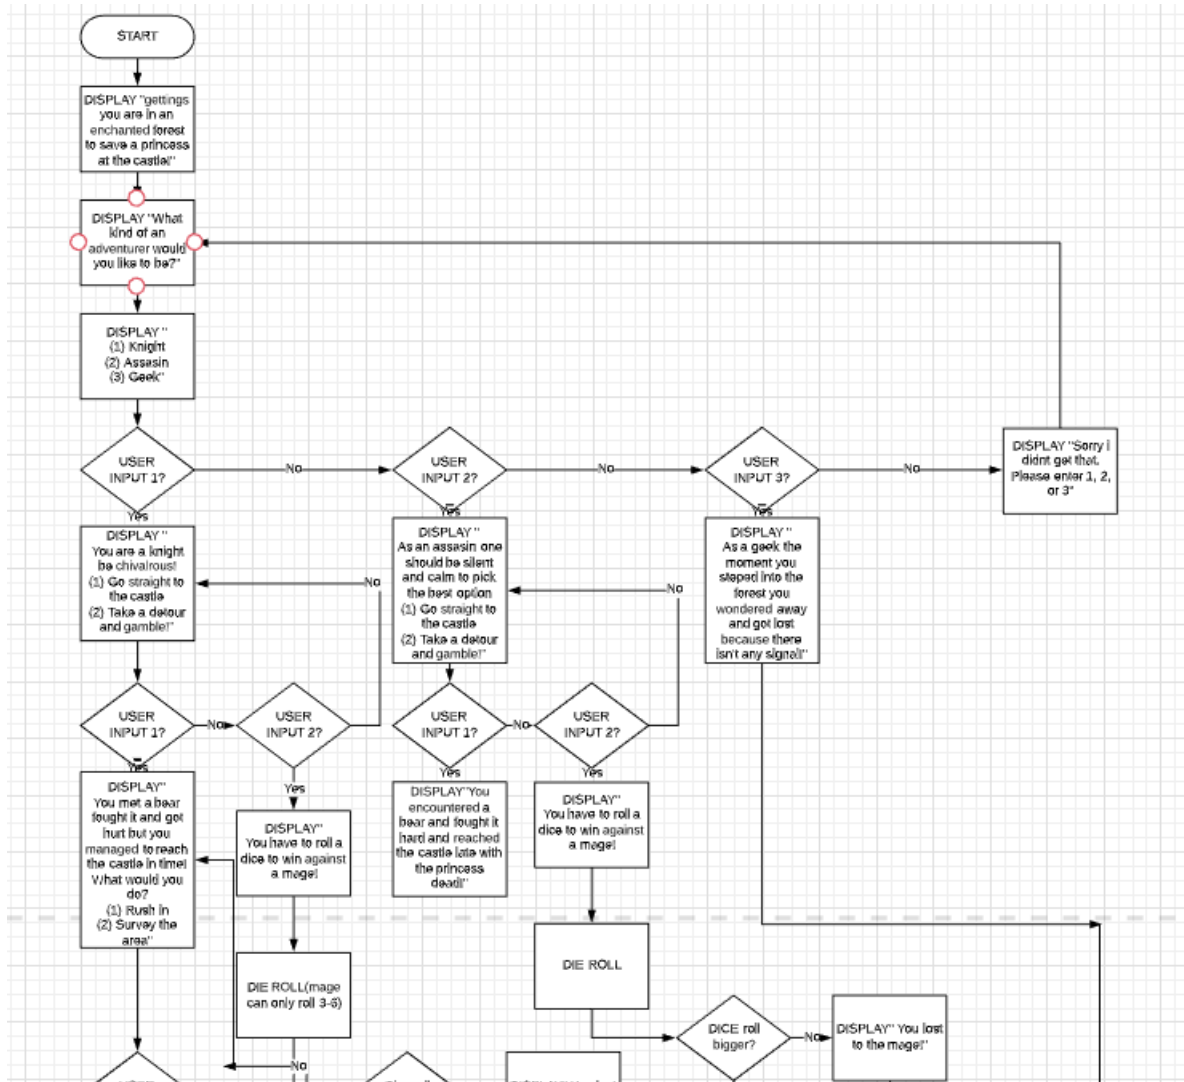 START
DISPLAY "gettings
you are in an
enchanted forest
to save a princess
at the castle!"
DISPLAY "What
kind of an
adventurer would
you like to be?"
DISPLAY "
(1) Knight
(2) Assasin
(3) Geek"
USER
INPUT 1?
No
USER
INPUT 2?
No
USER
INPUT 3?
No
DISPLAY "Sorry i
didnt get that.
Please enter 1, 2,
or 3"
Yes
Yes
Yes
DISPLAY "
You are a knight
be chivalrous!
(1) Go straight to
the castle
(2) Take a detour
and gamble!"
No
DISPLAY "
As an assasin one
should be silent
and calm to pick
the best option
(1) Go straight to
the castle
(2) Take a detour
and gamble!"
No
DISPLAY "
As a geek the
moment you
steped into the
forest you
wondered away
and got lost
because there
isn't any signal!"
USER
INPUT 1?
No
USER
INPUT 2?
USER
INPUT 1?
No
USER
INPUT 2?
Yes
Yes
Yes
Yes
DISPLAY"
You met a bear
fought it and got
hurt but you
managed to reach
the castle in time!
What would you
do?
(1) Rush in
(2) Survey the
area"
DISPLAY"
You have to roll a
dice to win against
a mage!
DISPLAY"You
encountered a
bear and fought it
hard and reached
the castle late with
the princess
dead!"
DISPLAY"
You have to roll a
dice to win against
a mage!
DIE ROLL(mage
can only roll 3-6)
DIE ROLL
DICE roll
bigger?
No
DISPLAY" You lost
to the mage!"
No